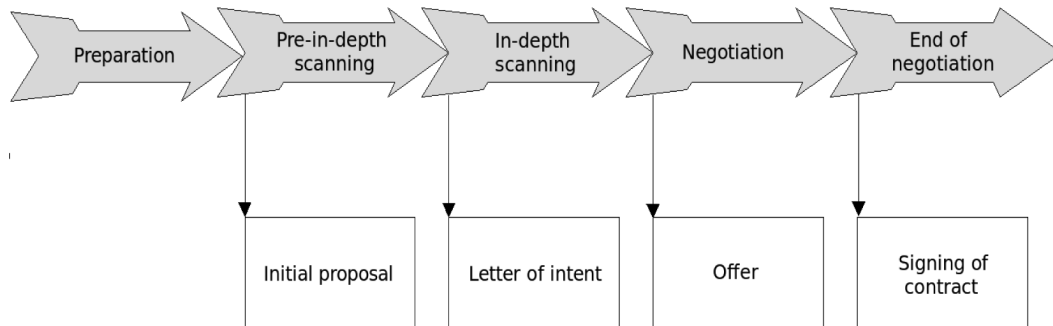 Preparation
Pre-in-depth
scanning
In-depth
scanning
Negotiation
End of
negotiation
Initial proposal
Letter of intent
Offer
Signing of
contract